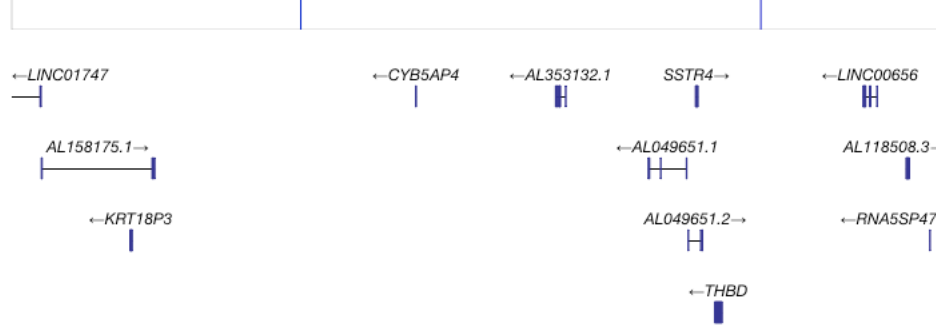 ←LINC01747 ←CYB5AP4 ←AL353132.1 SSTR4→ ←LINC00656
AL158175.1→ ←AL049651.1 AL118508.3→
←KRT18P3 AL049651.2→ ←RNA5SP47
←THBD